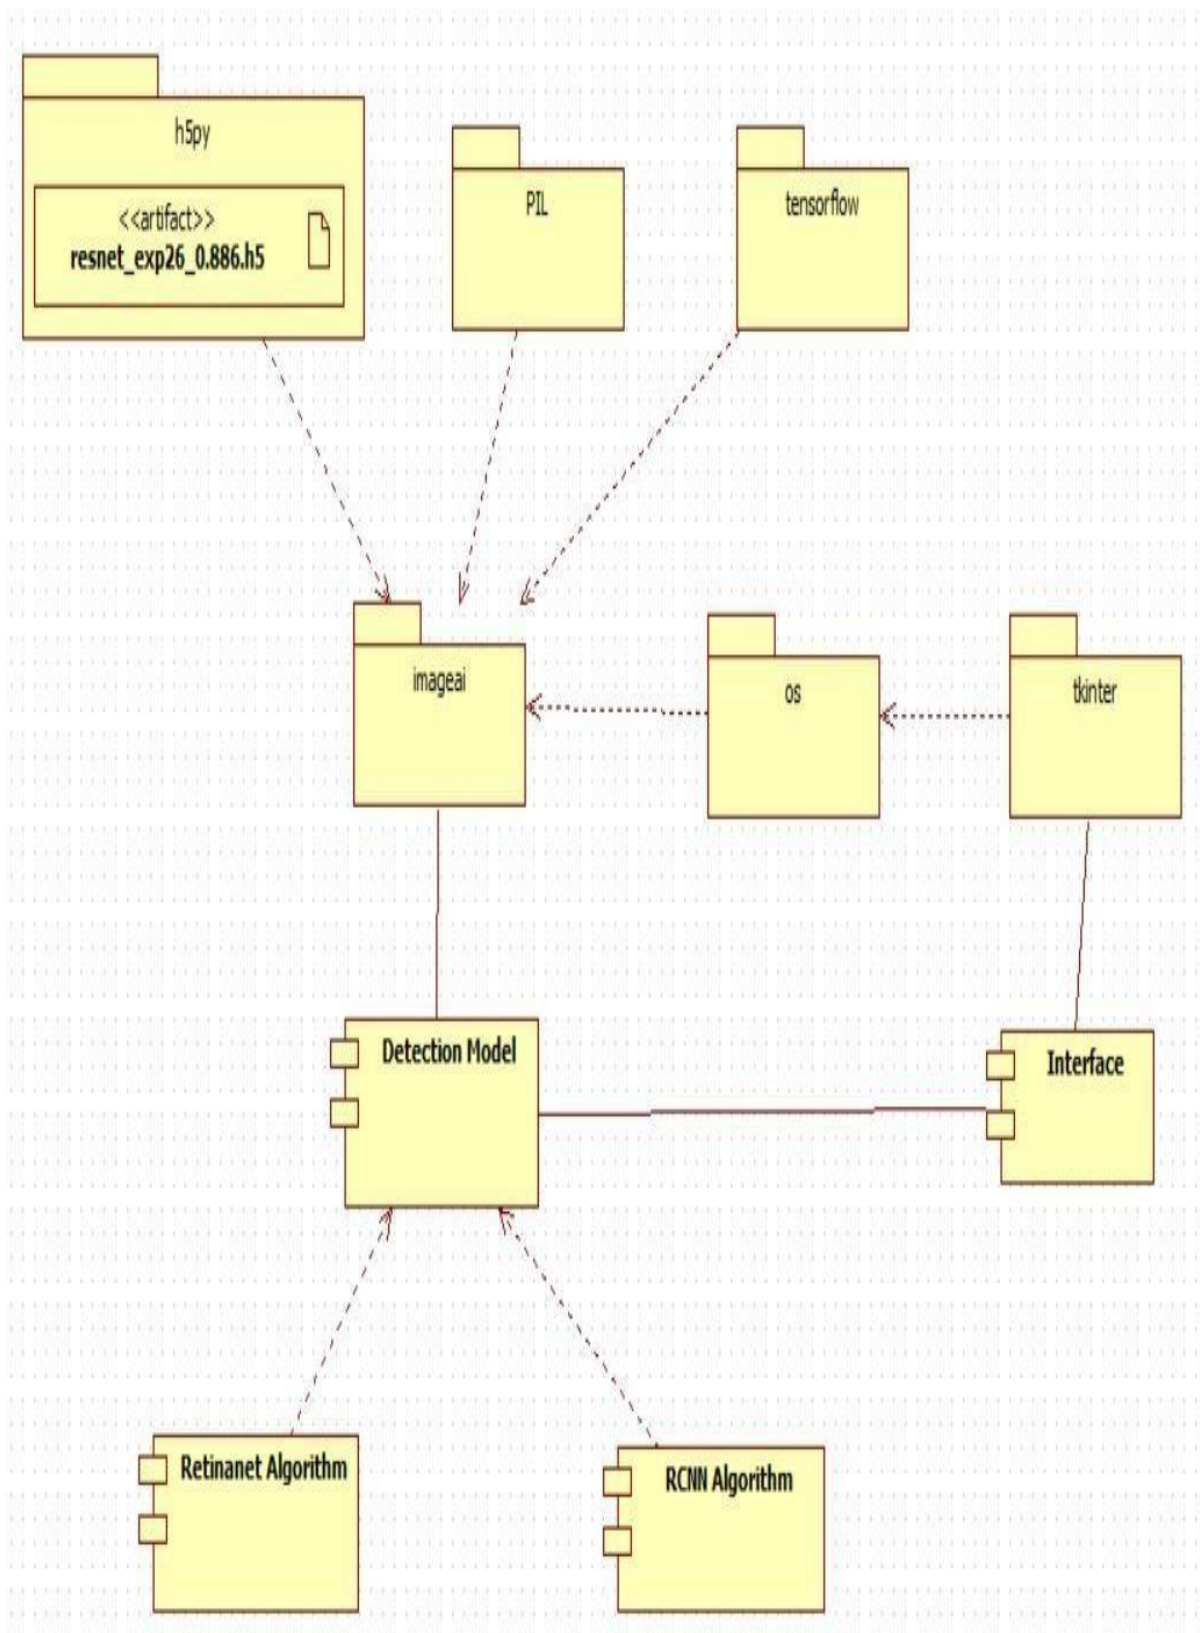 h5py
<<artifact>>
resnet_exp26_0.886.h5
PIL
tensorflow
imageai
os
tkinter
Detection Model
Interface
Retinanet Algorithm
RCNN Algorithm